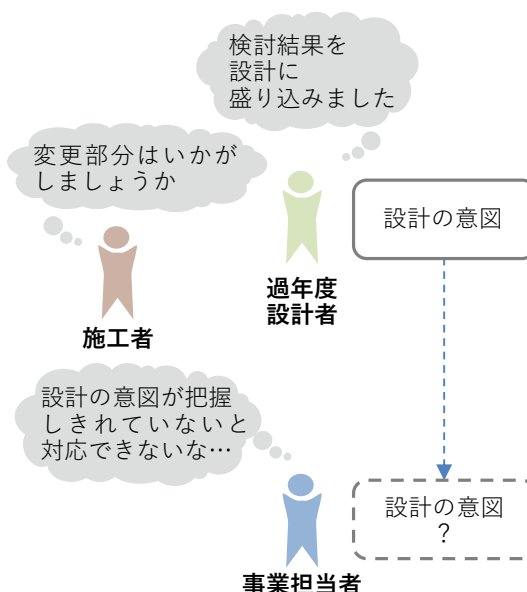 検討結果を
設計に
盛り込みました
変更部分はいかが
しましょうか
設計の意図
過年度
設計者
施工者
設計の意図が把握
しきれていないと
対応できないな…
設計の意図
？
事業担当者